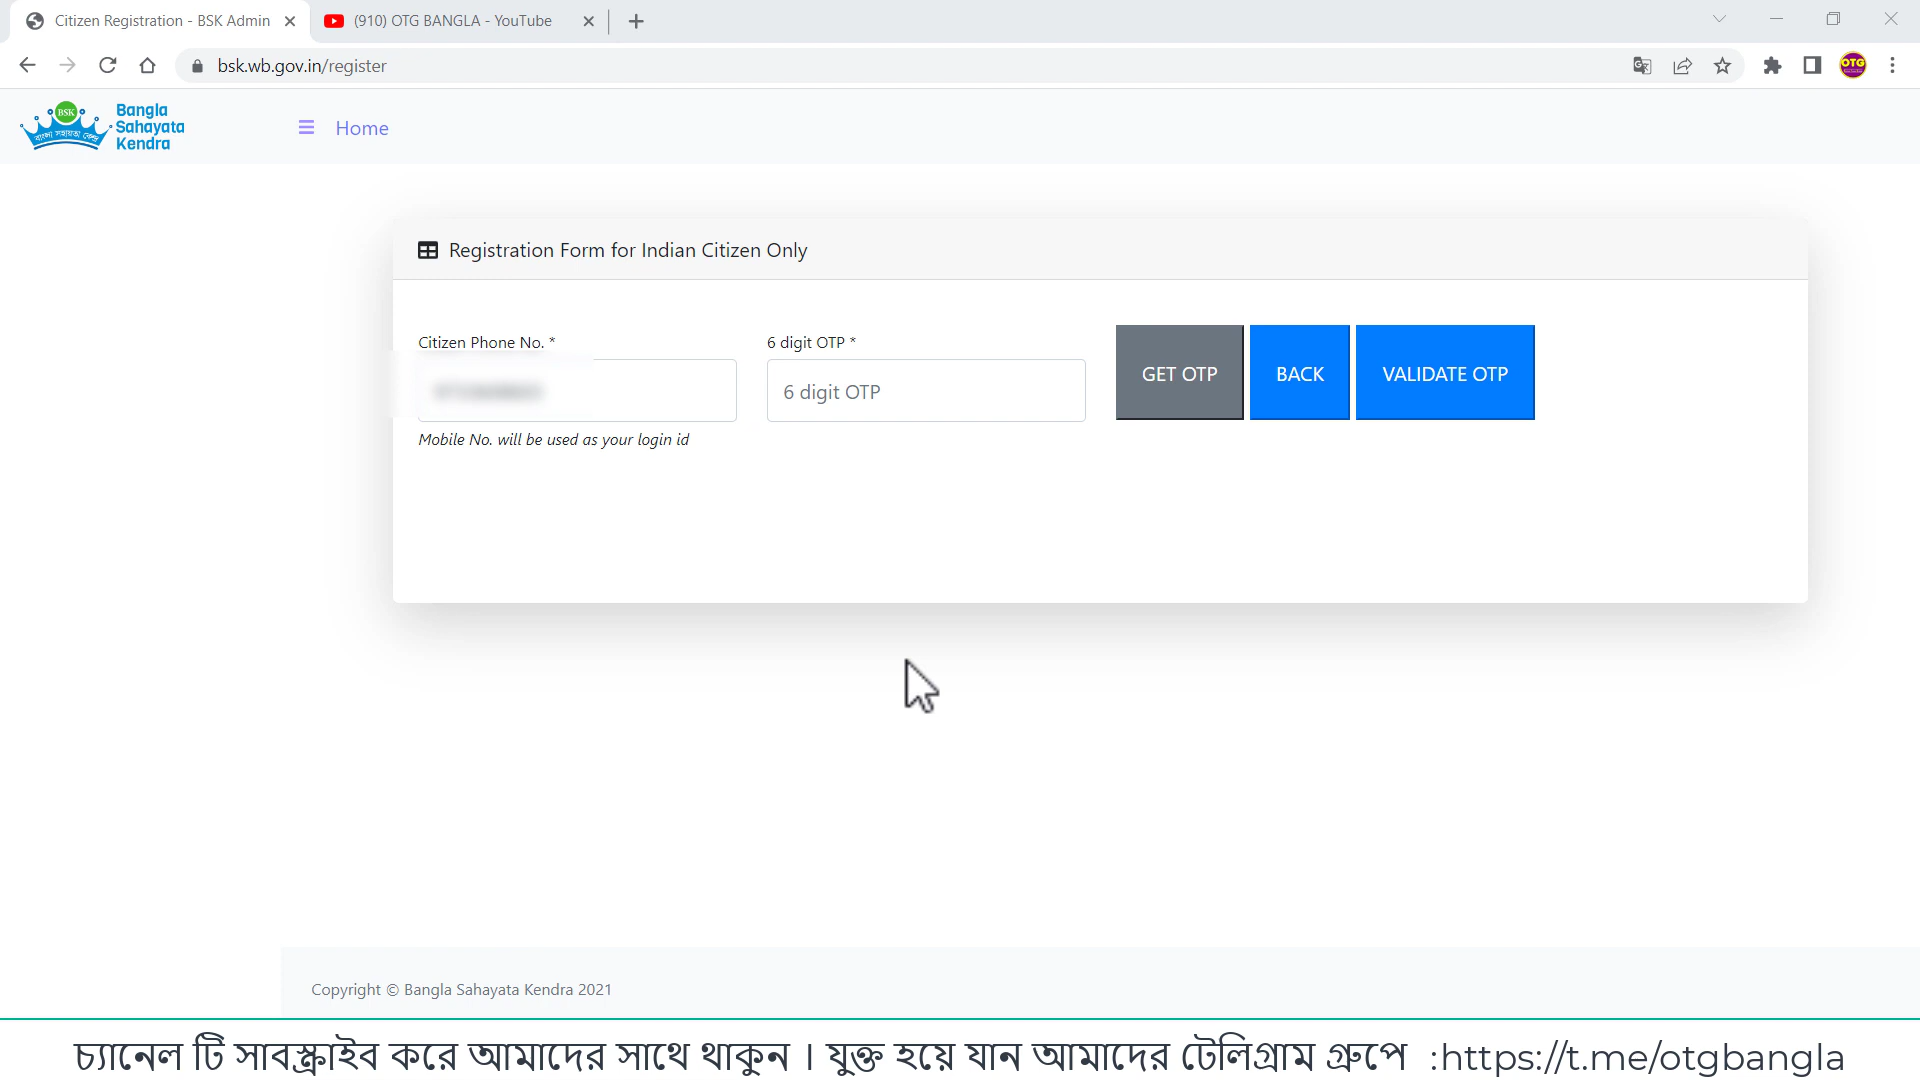 Citizen Registration - BSK Admin
(910) OTG BANGLA - YouTube
bsk.wb.gov.in/register
OTG
BSK
বাংলা সহায়তা কেন্দ্র
Bangla
Sahayata
Kendra
Home
Registration Form for Indian Citizen Only
Citizen Phone No. *
6 digit OTP *
6 digit OTP
GET OTP
BACK
VALIDATE OTP
Mobile No. will be used as your login id
Copyright © Bangla Sahayata Kendra 2021
চ্যানেল টি সাবস্ক্রাইব করে আমাদের সাথে থাকুন । যুক্ত হয়ে যান আমাদের টেলিগ্রাম গ্রুপে :https://t.me/otgbangla